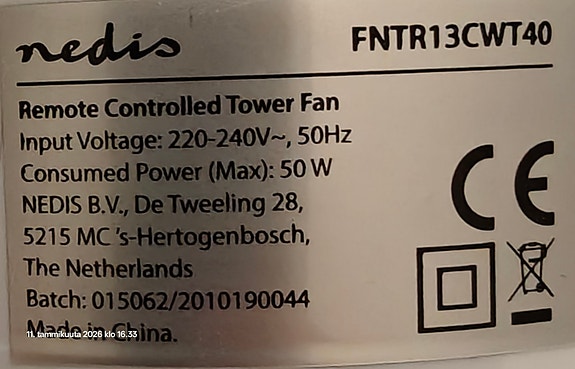 nedis
FNTR13CWT40
Remote Controlled Tower Fan
Input Voltage: 220-240V~, 50Hz
Consumed Power (Max): 50 W
NEDIS B.V., De Tweeling 28,
5215 MC 's-Hertogenbosch,
The Netherlands
Batch: 015062/2010190044
Made in China.
11. tammikuuta 2026 klo 16.33
CE